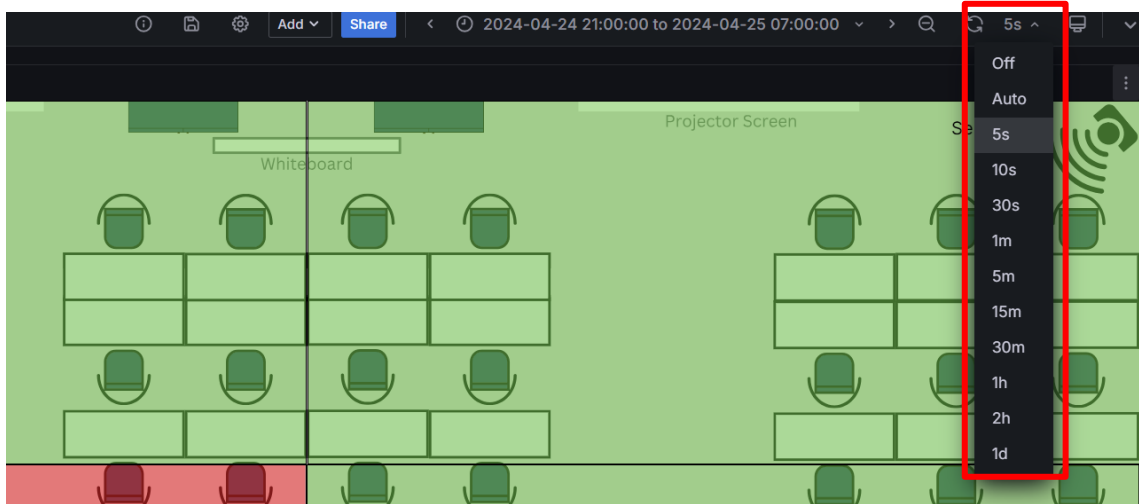 Add Share 2024-04-24 21:00:00 to 2024-04-25 07:00:00 5s
Off
Auto
Projector Screen
Se
5s
Whiteboard
10s
30s
1m
5m
15m
30m
1h
2h
1d